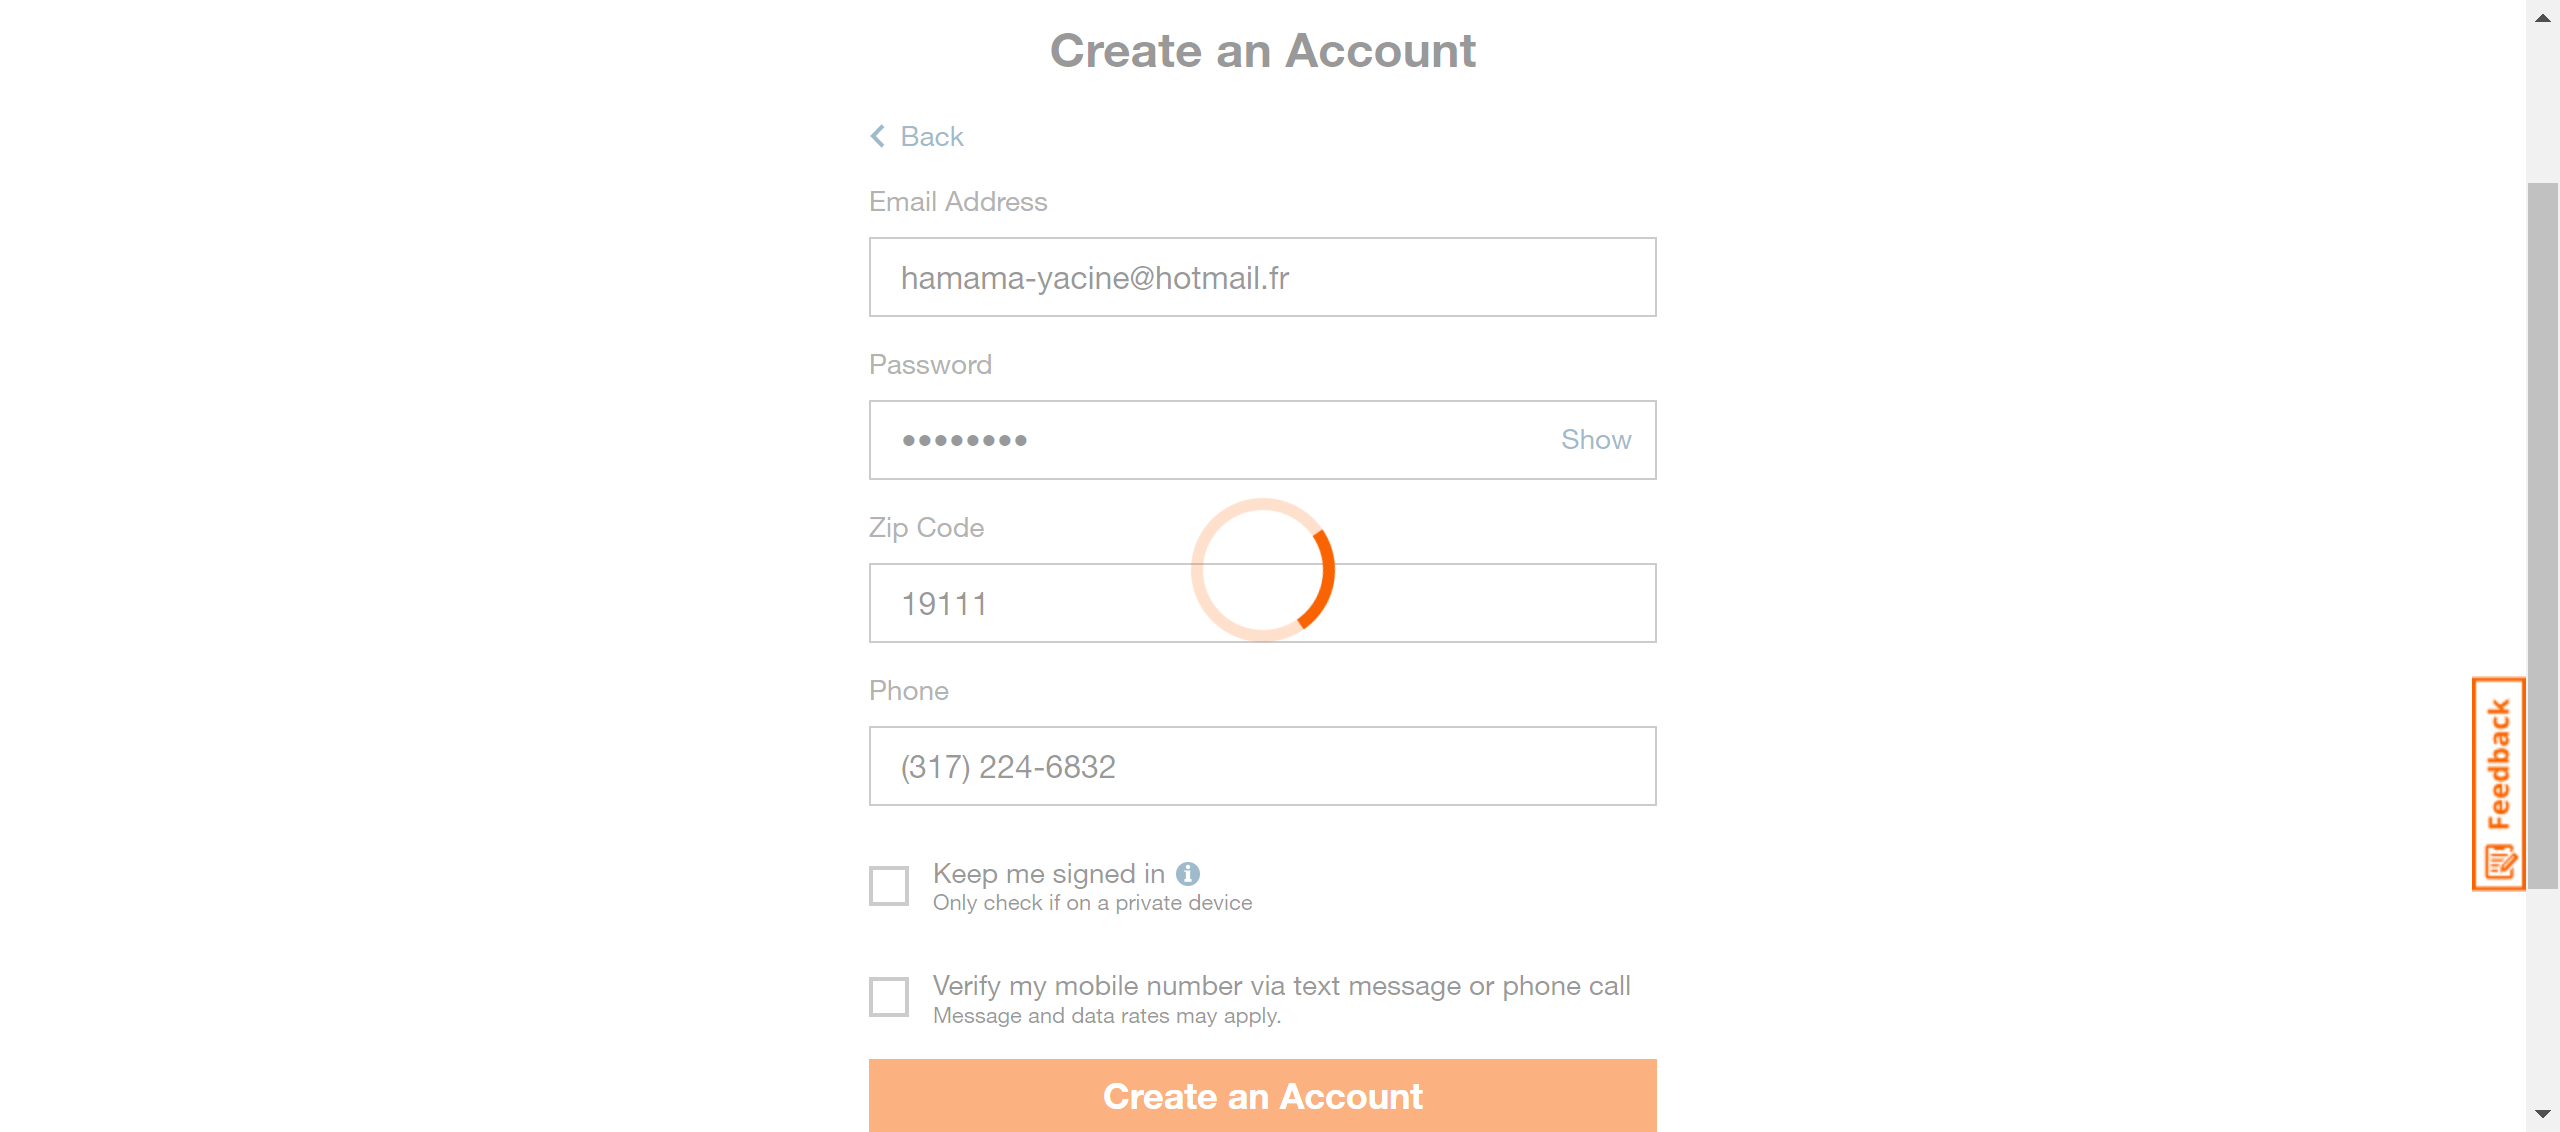 Create an Account
Back
Email Address
hamama-yacine@hotmail.fr
Password
••••••••
Show
Zip Code
19111
Phone
(317) 224-6832
Keep me signed in
Only check if on a private device
Verify my mobile number via text message or phone call
Message and data rates may apply.
Create an Account
Feedback